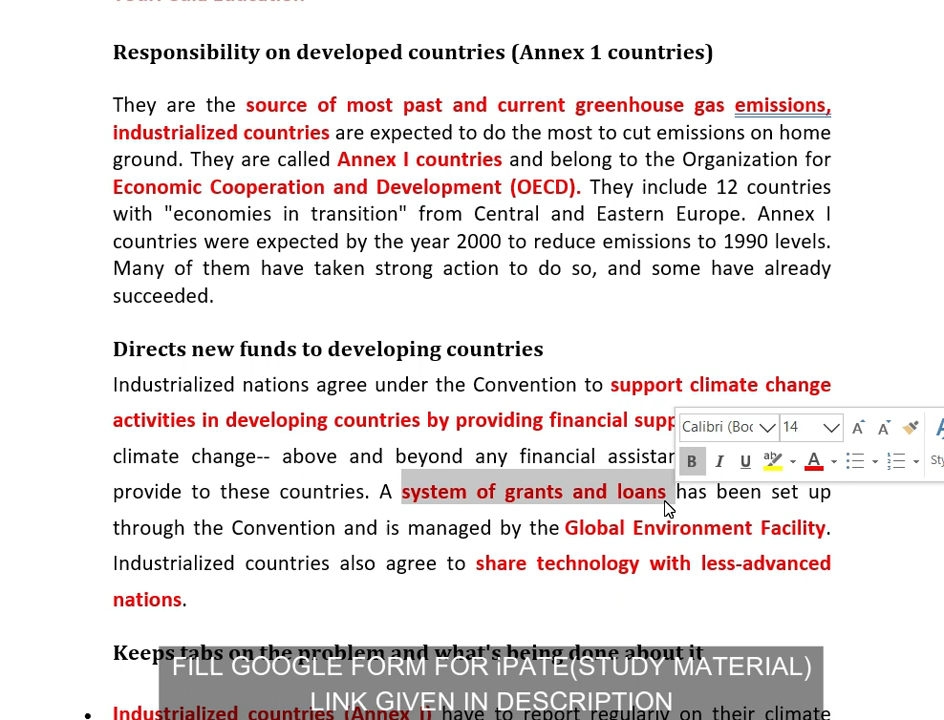 Responsibility on developed countries (Annex 1 countries)
They are the source of most past and current greenhouse gas emissions,
industrialized countries are expected to do the most to cut emissions on home
ground. They are called Annex I countries and belong to the Organization for
Economic Cooperation and Development (OECD). They include 12 countries
with "economies in transition" from Central and Eastern Europe. Annex I
countries were expected by the year 2000 to reduce emissions to 1990 levels.
Many of them have taken strong action to do so, and some have already
succeeded.
Directs new funds to developing countries
Industrialized nations agree under the Convention to support climate change
activities in developing countries by providing financial supp
climate change-- above and beyond any financial assistan
Calibri (Boc 14
B I U ab A Sty
provide to these countries. A system of grants and loans has been set up
through the Convention and is managed by the Global Environment Facility.
Industrialized countries also agree to share technology with less-advanced
nations.
Keeps tabs on the problem and what's being done about it
FILL GOOGLE FORM FOR IPATE(STUDY MATERIAL)
LINK GIVEN IN DESCRIPTION
• Industrialized countries (Annex I) have to report regularly on their climate